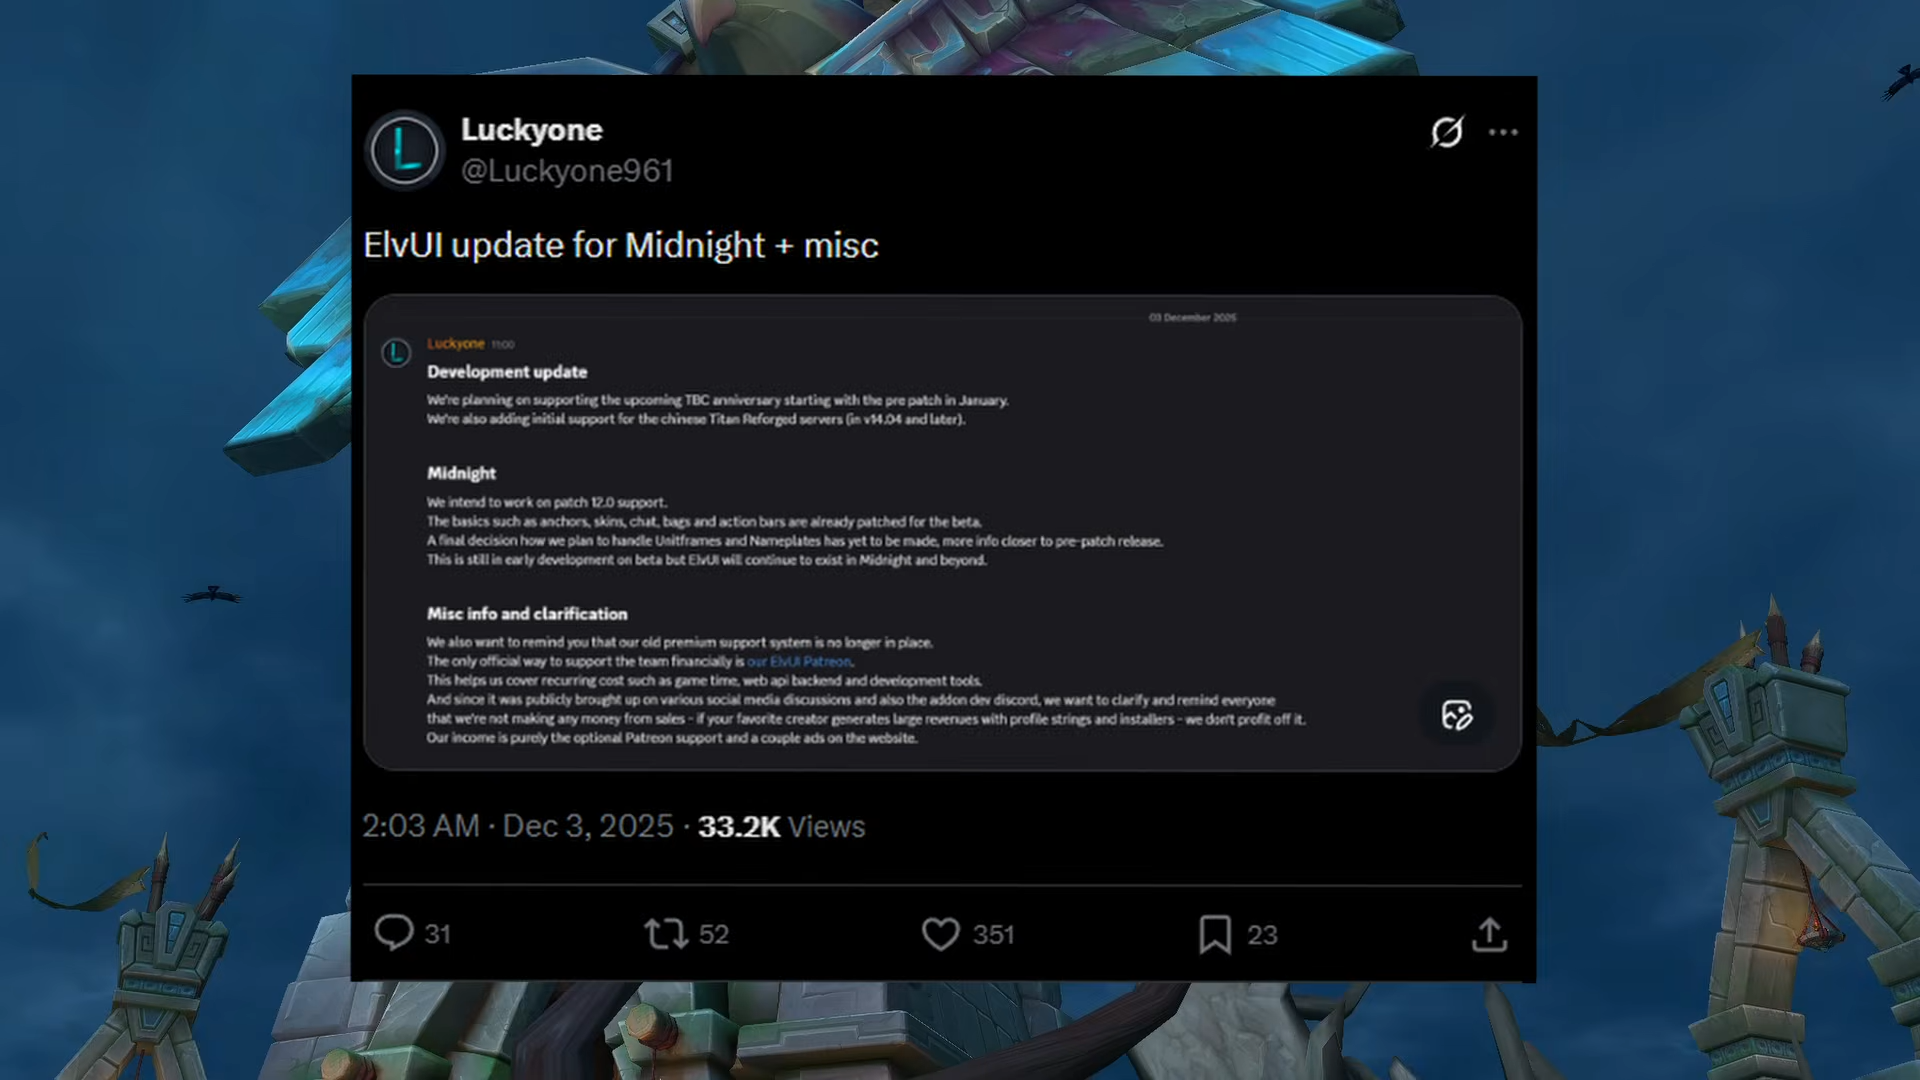 Luckyone
@Luckyone961
ElvUI update for Midnight + misc
03 December 2025
Luckyone 11:00
Development update
We're planning on supporting the upcoming TBC anniversary starting with the pre patch in January.
We're also adding initial support for the chinese Titan Reforged servers (in v14.04 and later).
Midnight
We intend to work on patch 12.0 support.
The basics such as anchors, skins, chat, bags and action bars are already patched for the beta.
A final decision how we plan to handle Unitframes and Nameplates has yet to be made, more info closer to pre-patch release.
This is still in early development on beta but ElvUI will continue to exist in Midnight and beyond.
Misc info and clarification
We also want to remind you that our old premium support system is no longer in place.
The only official way to support the team financially is our ElvUI Patreon.
This helps us cover recurring cost such as game time, web api backend and development tools.
And since it was publicly brought up on various social media discussions and also the addon dev discord, we want to clarify and remind everyone
that we're not making any money from sales - if your favorite creator generates large revenues with profile strings and installers - we don't profit off it.
Our income is purely the optional Patreon support and a couple ads on the website.
2:03 AM · Dec 3, 2025 · 33.2K Views
31 52 351 23